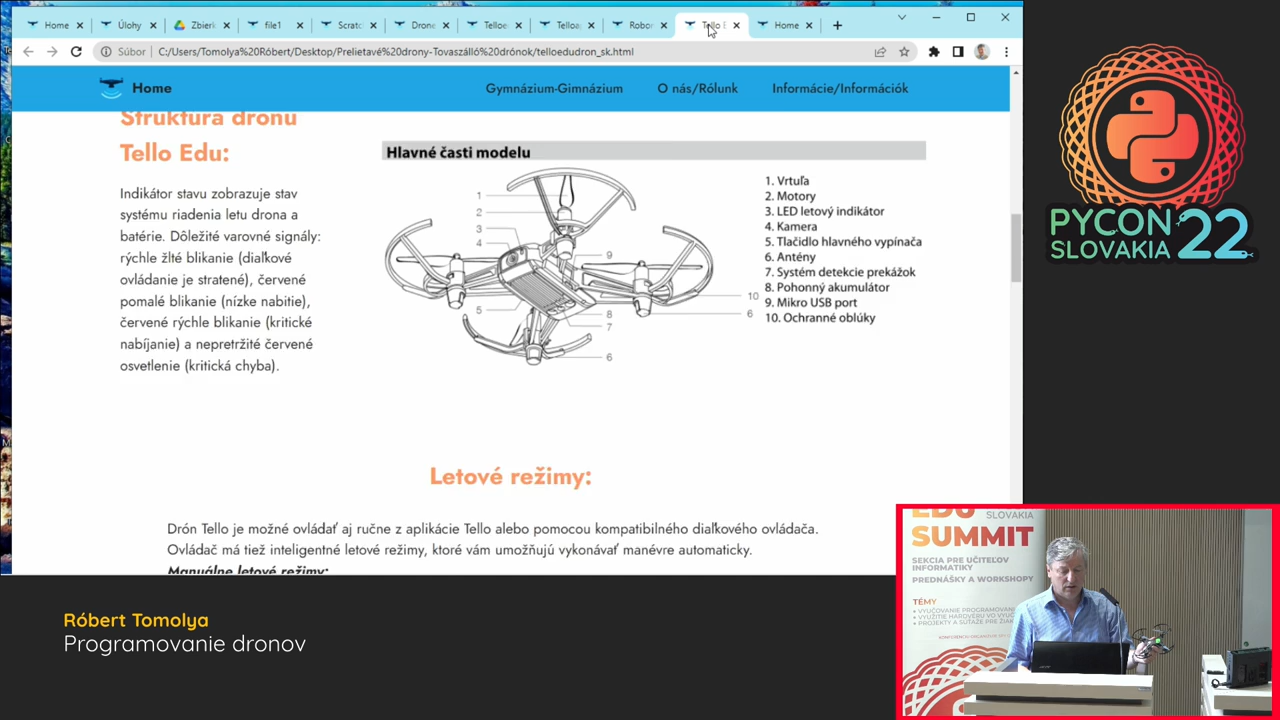 Home
Úlohy
Zbierk
file1
Scratc
Drone
Telloe
Telloa
Robom
Tello E
Home
Súbor
C:/Users/Tomolya%20Róbert/Desktop/Prelietavé%20drony-Tovaszálló%20drónok/telloedudron_sk.html
Home
Gymnázium-Gimnázium
O nás/Rólunk
Informácie/Információk
Štruktúra dronu
Tello Edu:
Indikátor stavu zobrazuje stav
systému riadenia letu drona a
batérie. Dôležité varovné signály:
rýchle žlté blikanie (diaľkové
ovládanie je stratené), červené
pomalé blikanie (nízke nabitie),
červené rýchle blikanie (kritické
nabíjanie) a nepretržité červené
osvetlenie (kritická chyba).
Hlavné časti modelu
1
2
3
4
5
9
10
6
8
7
6
1. Vrtuľa
2. Motory
3. LED letový indikátor
4. Kamera
5. Tlačidlo hlavného vypínača
6. Antény
7. Systém detekcie prekážok
8. Pohonný akumulátor
9. Mikro USB port
10. Ochranné oblúky
Letové režimy:
Drón Tello je možné ovládať aj ručne z aplikácie Tello alebo pomocou kompatibilného diaľkového ovládača.
Ovládač má tiež inteligentné letové režimy, ktoré vám umožňujú vykonávať manévre automaticky.
Manuálne letové režimy:
PYCON
SLOVAKIA
22
EDU
SLOVAKIA
SUMMIT
SEKCIA PRE UČITEĽOV
INFORMATIKY
PREDNÁŠKY A WORKSHOPY
TÉMY
Róbert Tomolya
Programovanie dronov